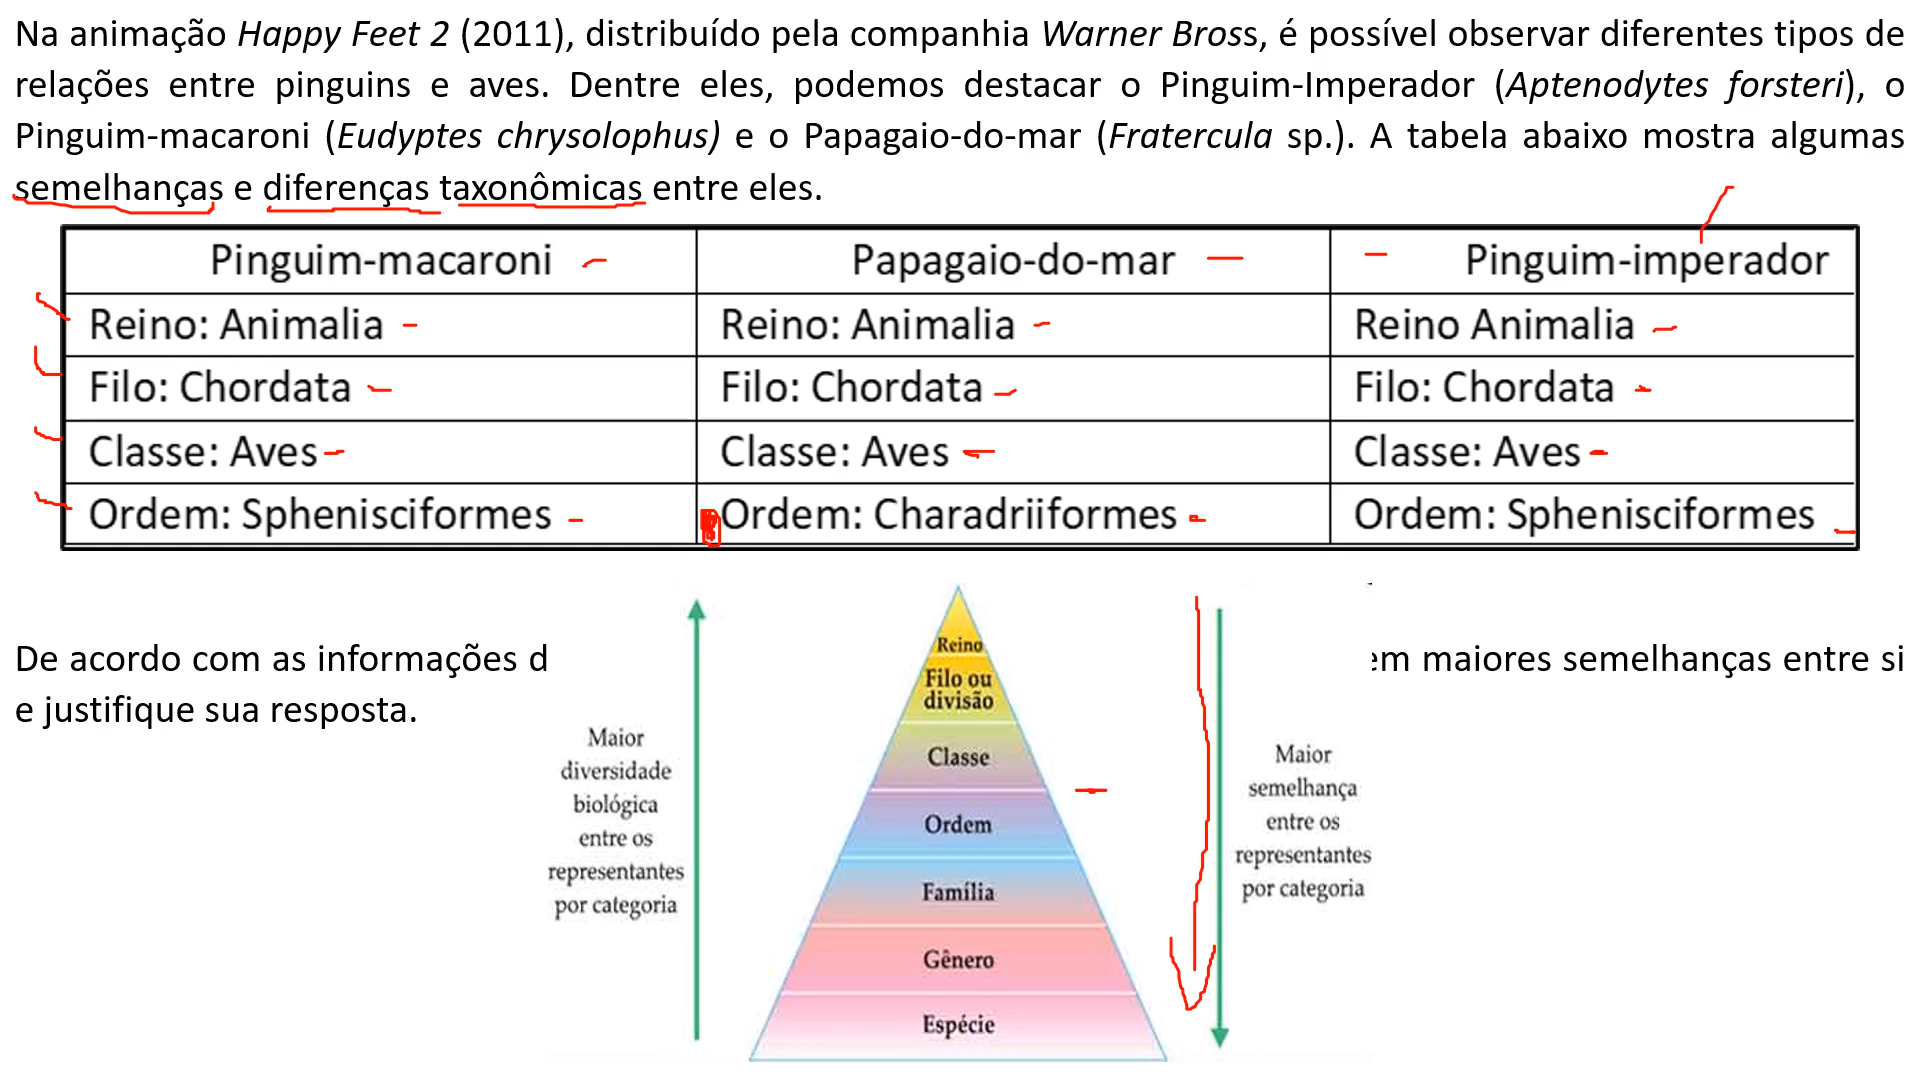 Na animação Happy Feet 2 (2011), distribuído pela companhia Warner Bross, é possível observar diferentes tipos de
relações entre pinguins e aves. Dentre eles, podemos destacar o Pinguim-Imperador (Aptenodytes forsteri), o
Pinguim-macaroni (Eudyptes chrysolophus) e o Papagaio-do-mar (Fratercula sp.). A tabela abaixo mostra algumas
semelhanças e diferenças taxonômicas entre eles.
Pinguim-macaroni Papagaio-do-mar Pinguim-imperador
Reino: Animalia Reino: Animalia Reino Animalia
Filo: Chordata Filo: Chordata Filo: Chordata
Classe: Aves Classe: Aves Classe: Aves
Ordem: Sphenisciformes Ordem: Charadriiformes Ordem: Sphenisciformes
De acordo com as informações d em maiores semelhanças entre si
e justifique sua resposta.
Maior
diversidade
biológica
entre os
representantes
por categoria
Reino
Filo ou
divisão
Classe
Ordem
Família
Gênero
Espécie
Maior
semelhança
entre os
representantes
por categoria